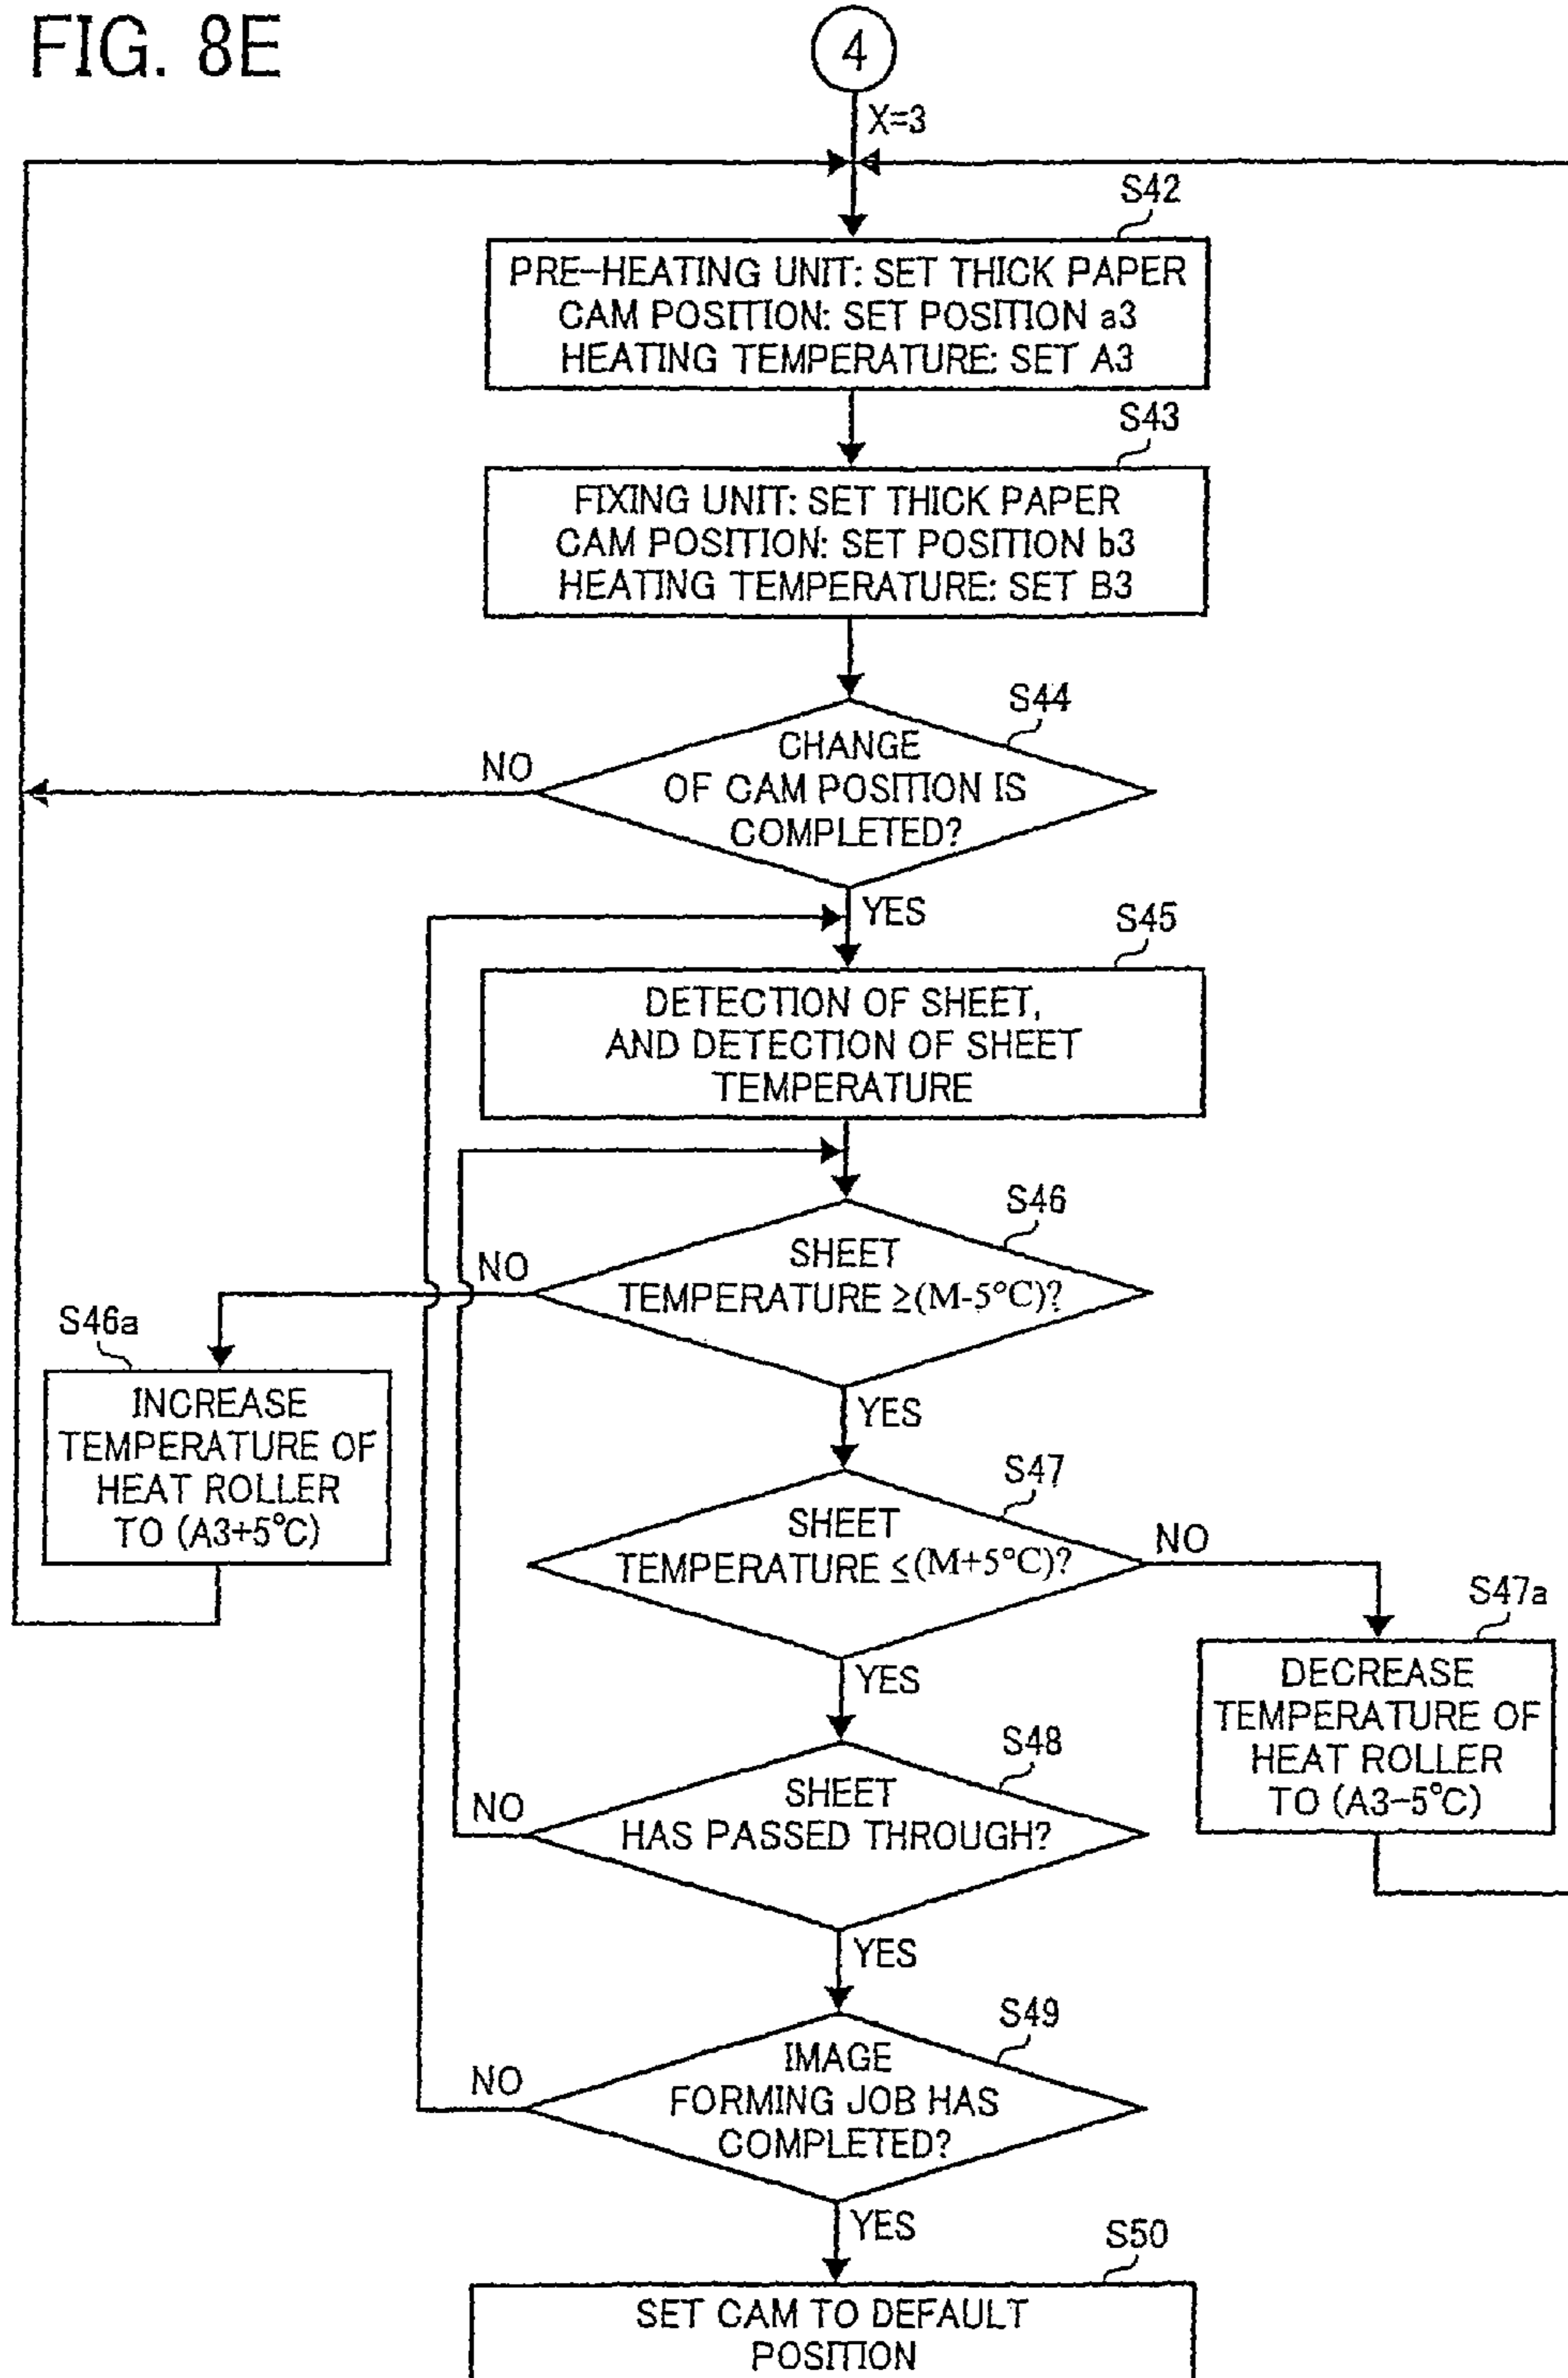 FIG. 8E
4
X=3
S42
PRE-HEATING UNIT: SET THICK PAPER
CAM POSITION: SET POSITION a3
HEATING TEMPERATURE: SET A3
S43
FIXING UNIT: SET THICK PAPER
CAM POSITION: SET POSITION b3
HEATING TEMPERATURE: SET B3
S44
CHANGE
OF CAM POSITION IS
COMPLETED?
NO
YES
S45
DETECTION OF SHEET,
AND DETECTION OF SHEET
TEMPERATURE
S46
SHEET
TEMPERATURE ≥(M-5°C)?
NO
S46a
INCREASE
TEMPERATURE OF
HEAT ROLLER
TO (A3+5°C)
YES
S47
SHEET
TEMPERATURE ≤(M+5°C)?
NO
S47a
DECREASE
TEMPERATURE OF
HEAT ROLLER
TO (A3-5°C)
YES
S48
SHEET
HAS PASSED THROUGH?
NO
YES
S49
IMAGE
FORMING JOB HAS
COMPLETED?
NO
YES
S50
SET CAM TO DEFAULT
POSITION